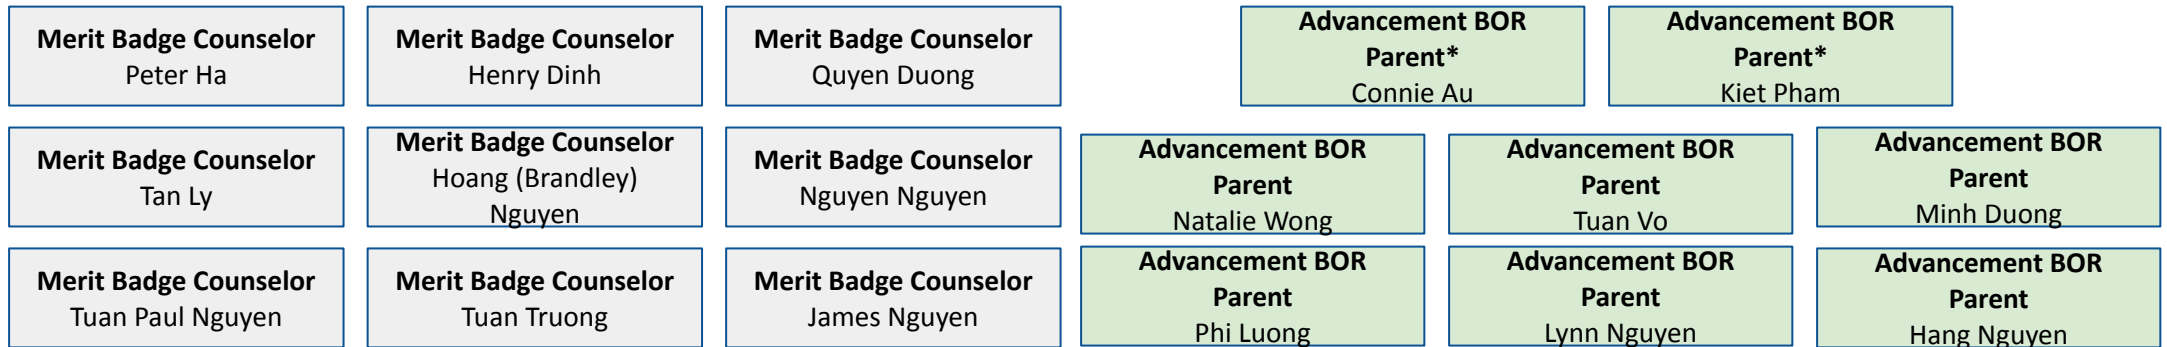 Merit Badge Counselor
Peter Ha
Merit Badge Counselor
Henry Dinh
Merit Badge Counselor
Quyen Duong
Advancement BOR
Parent*
Connie Au
Advancement BOR
Parent*
Kiet Pham
Merit Badge Counselor
Tan Ly
Merit Badge Counselor
Hoang (Brandley)
Nguyen
Merit Badge Counselor
Nguyen Nguyen
Advancement BOR
Parent
Natalie Wong
Advancement BOR
Parent
Tuan Vo
Advancement BOR
Parent
Minh Duong
Merit Badge Counselor
Tuan Paul Nguyen
Merit Badge Counselor
Tuan Truong
Merit Badge Counselor
James Nguyen
Advancement BOR
Parent
Phi Luong
Advancement BOR
Parent
Lynn Nguyen
Advancement BOR
Parent
Hang Nguyen